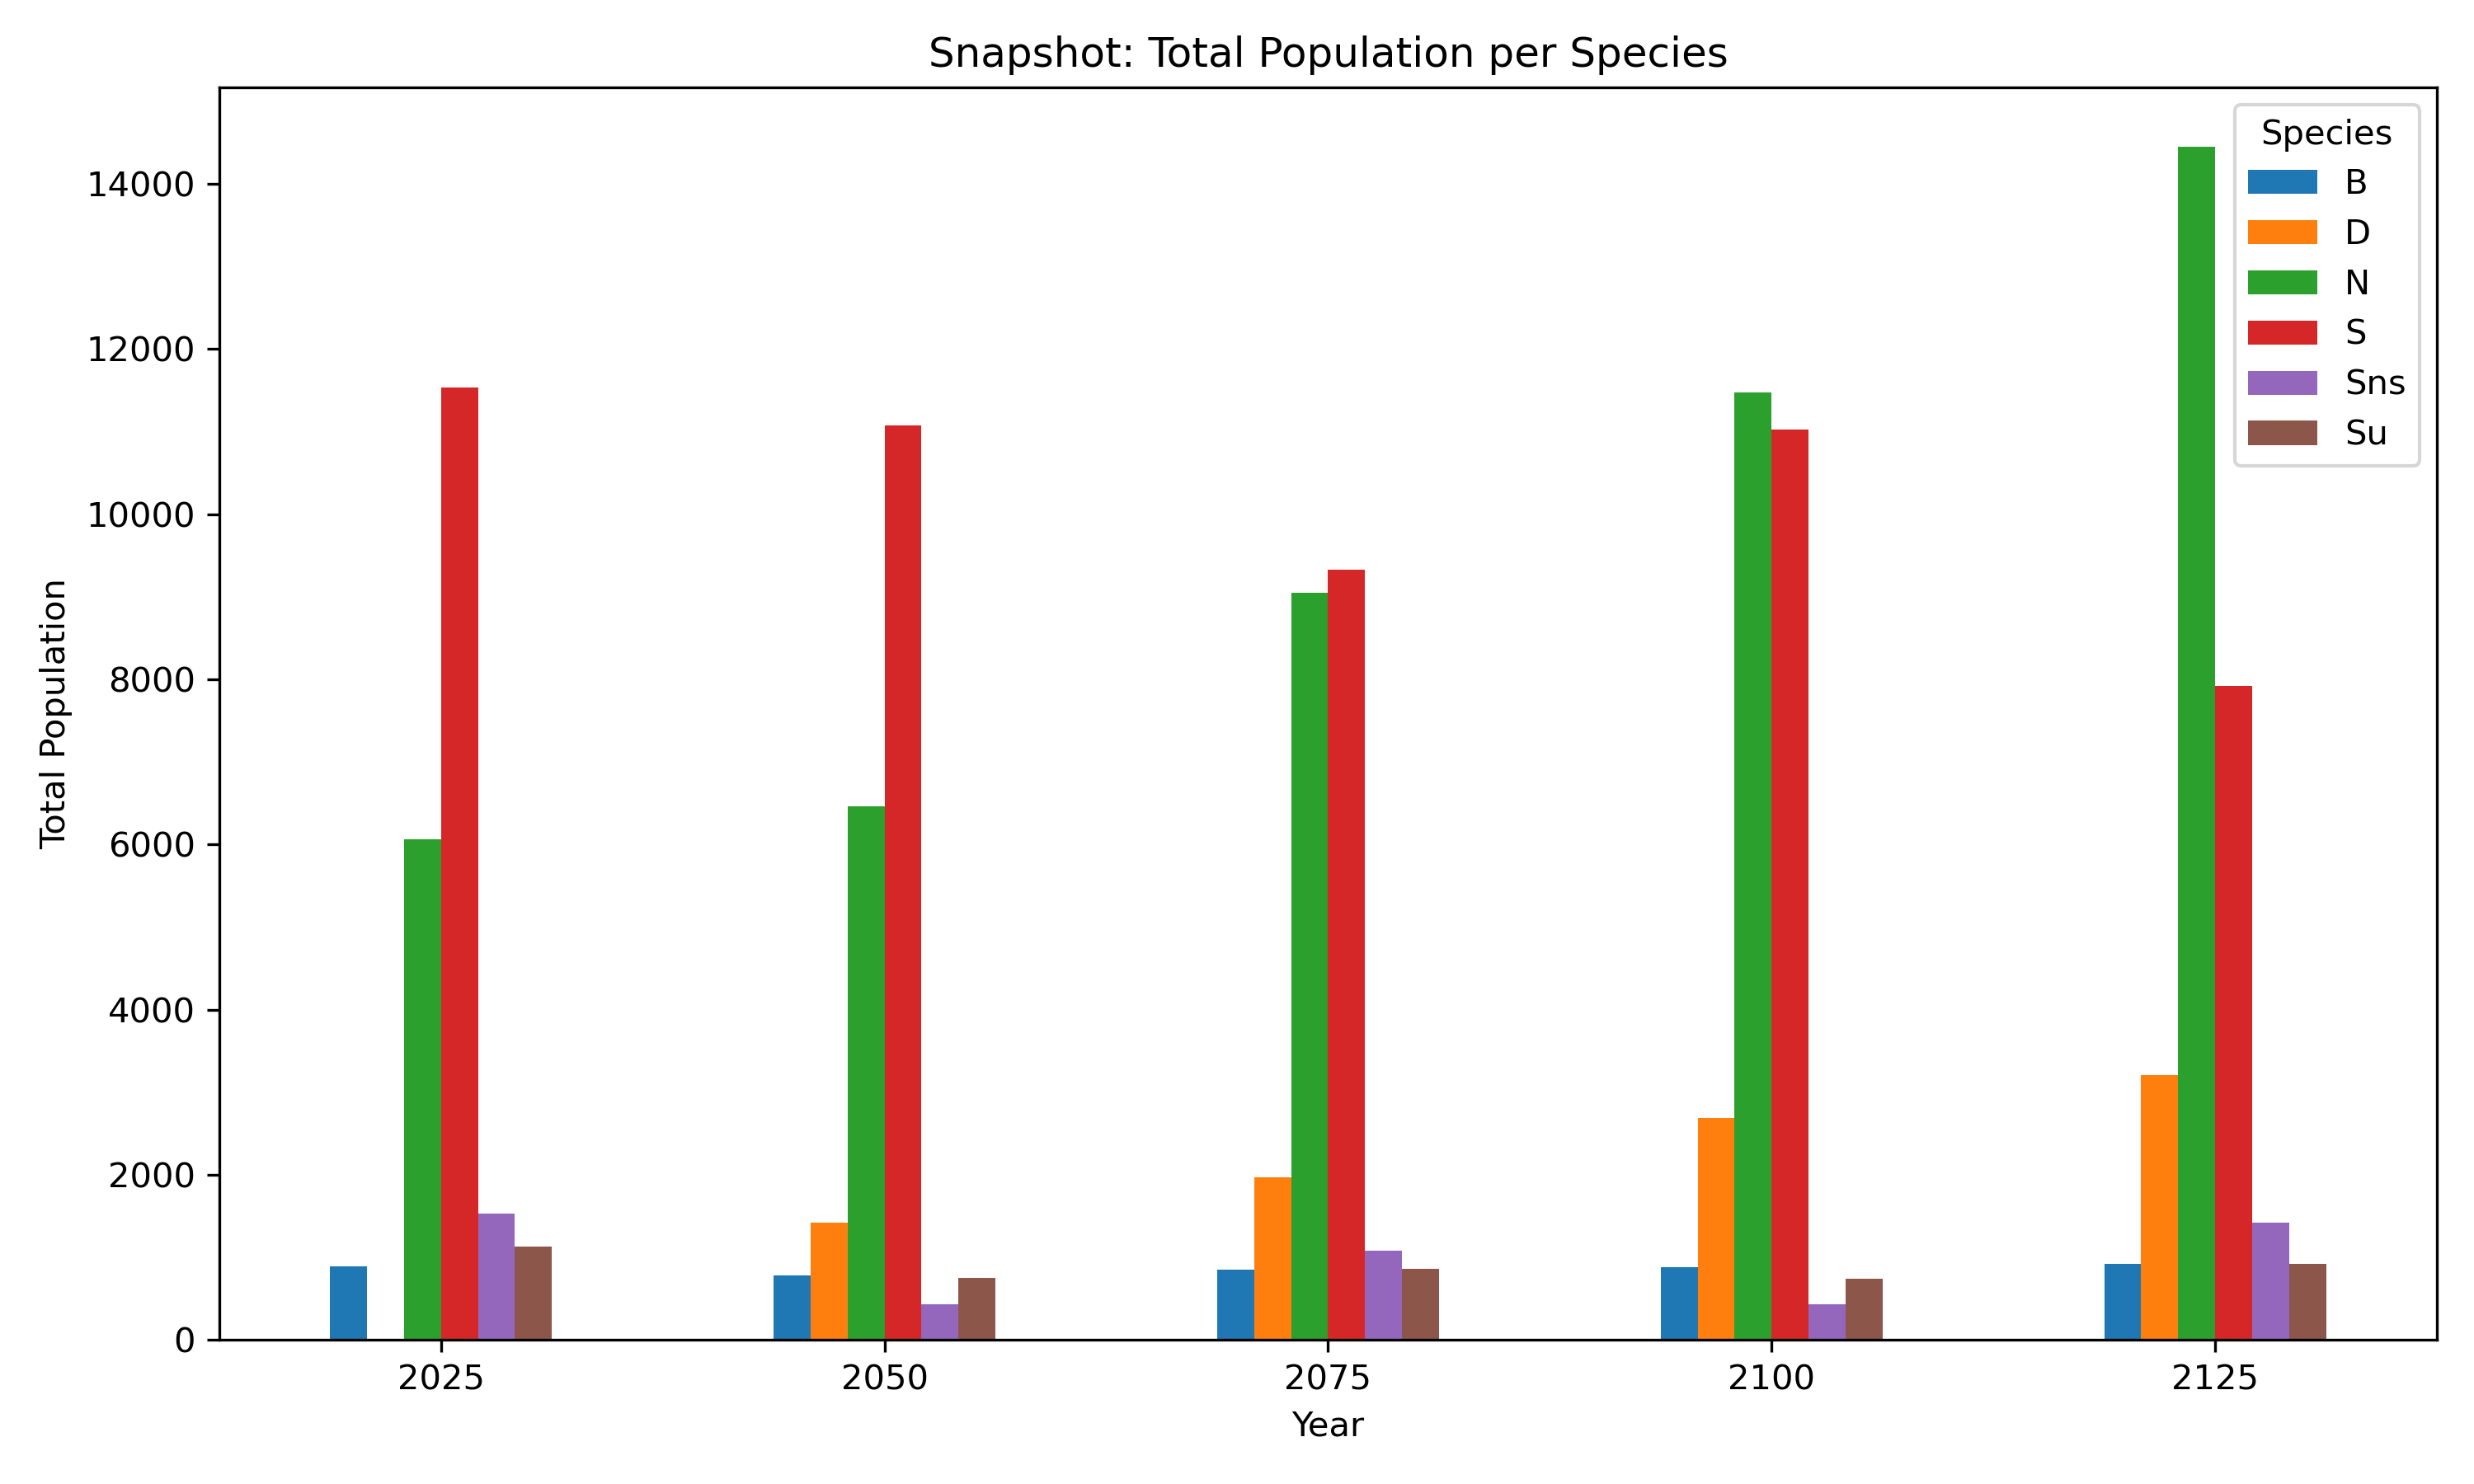 Snapshot: Total Population per Species
Species
B
D
N
S
Sns
Su
Total Population
14000
12000
10000
8000
6000
4000
2000
0
2025 2050 2075 2100 2125
Year